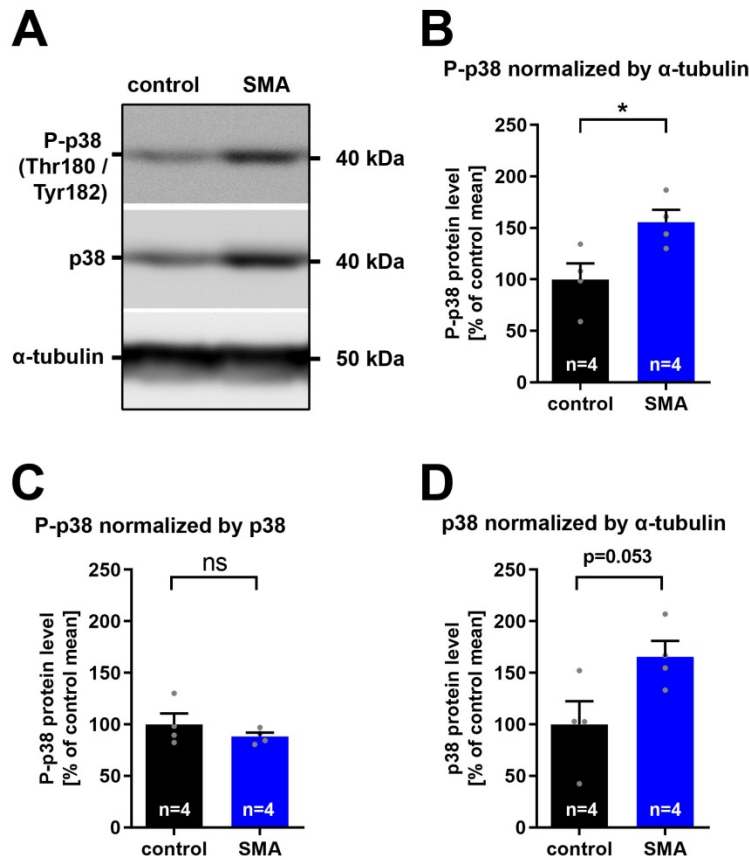 A
control SMA
P-p38
(Thr180 /
Tyr182)
40 kDa
p38
40 kDa
α-tubulin
50 kDa
B
P-p38 normalized by α-tubulin
*
P-p38 protein level
[% of control mean]
250
200
150
100
50
0
n=4
n=4
control SMA
C
P-p38 normalized by p38
ns
P-p38 protein level
[% of control mean]
250
200
150
100
50
0
n=4
n=4
control SMA
D
p38 normalized by α-tubulin
p=0.053
p38 protein level
[% of control mean]
250
200
150
100
50
0
n=4
n=4
control SMA